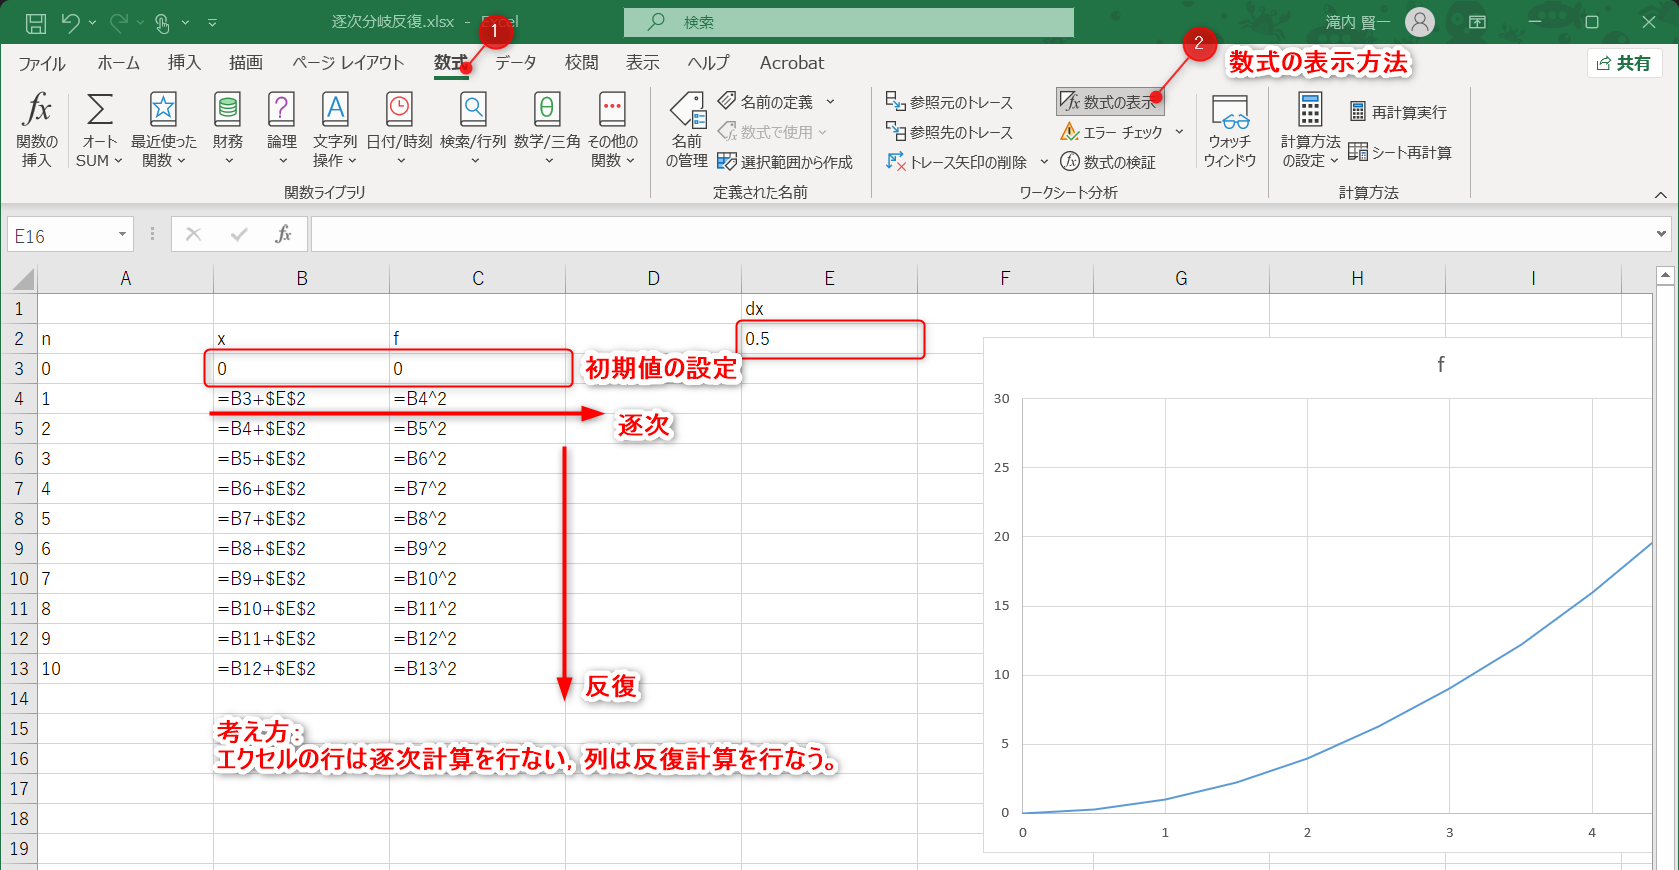 逐次分岐反復.xlsx - Excel
検索
滝内 賢一
1
2
数式の表示方法
ファイル ホーム 挿入 描画 ページ レイアウト 数式 データ 校閲 表示 ヘルプ Acrobat
共有
関数の挿入
オート SUM
最近使った関数
財務
論理
文字列操作
日付/時刻
検索/行列
数学/三角
その他の関数
関数ライブラリ
名前の管理
名前の定義
数式で使用
選択範囲から作成
定義された名前
参照元のトレース
参照先のトレース
トレース矢印の削除
数式の表示
エラー チェック
数式の検証
ワークシート分析
ウォッチ ウィンドウ
計算方法の設定
再計算実行
シート再計算
計算方法
E16
fx
A B C D E F G H I
1 dx
2 n x f 0.5
3 0 0 0 初期値の設定
4 1 =B3+$E$2 =B4^2
逐次
5 2 =B4+$E$2 =B5^2
6 3 =B5+$E$2 =B6^2
7 4 =B6+$E$2 =B7^2
8 5 =B7+$E$2 =B8^2
9 6 =B8+$E$2 =B9^2
10 7 =B9+$E$2 =B10^2
11 8 =B10+$E$2 =B11^2
12 9 =B11+$E$2 =B12^2
13 10 =B12+$E$2 =B13^2
反復
14
15
16
17
18
19
考え方：
エクセルの行は逐次計算を行ない，列は反復計算を行なう。
f
30
25
20
15
10
5
0
0 1 2 3 4